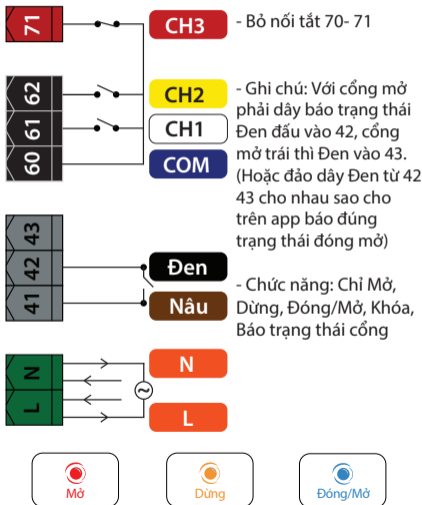 71
CH3
- Bỏ nối tắt 70- 71
62
CH2
61
CH1
60
COM
- Ghi chú: Với cổng mở
phải dây báo trạng thái
Đen đấu vào 42, cổng
mở trái thì Đen vào 43.
(Hoặc đảo dây Đen từ 42
43 cho nhau sao cho
trên app báo đúng
trạng thái đóng mở)
43
42
Đen
41
Nâu
- Chức năng: Chỉ Mở,
Dừng, Đóng/Mở, Khóa,
Báo trạng thái cổng
N
N
L
L
Mở
Dừng
Đóng/Mở